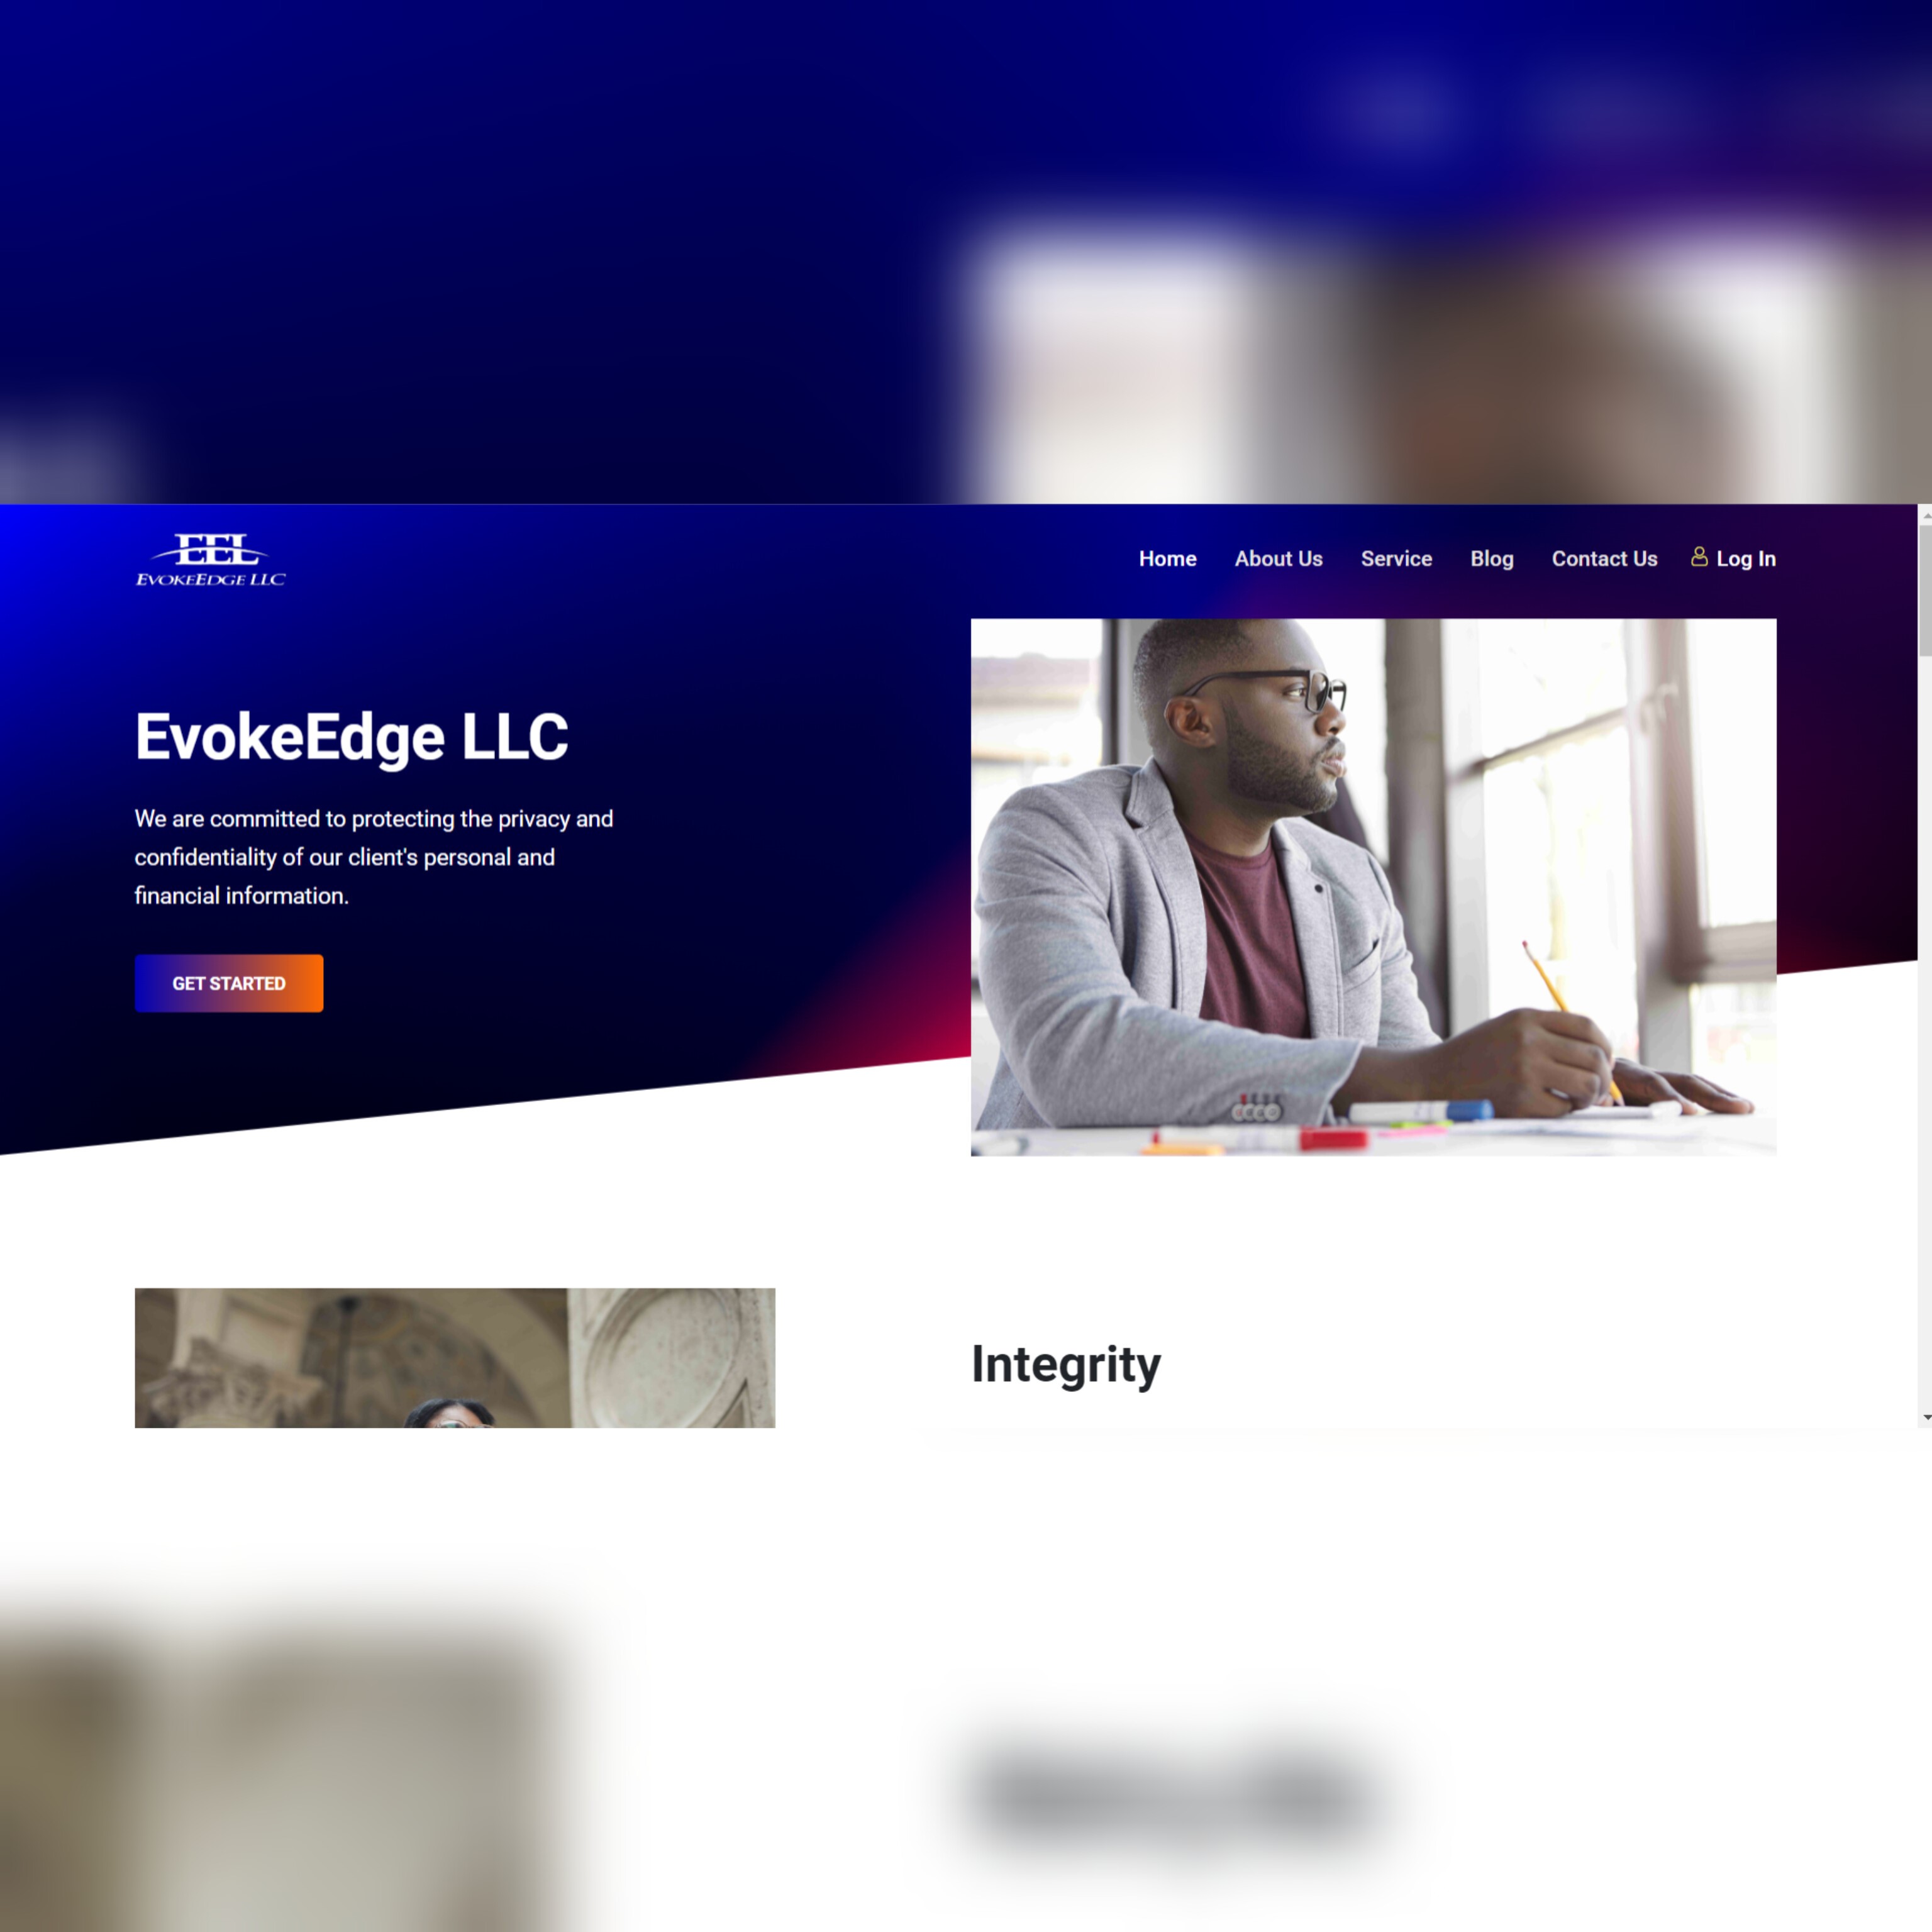 EEL
EVOKEEDGE LLC
Home About Us Service Blog Contact Us Log In
EvokeEdge LLC
We are committed to protecting the privacy and
confidentiality of our client's personal and
financial information.
GET STARTED
Integrity